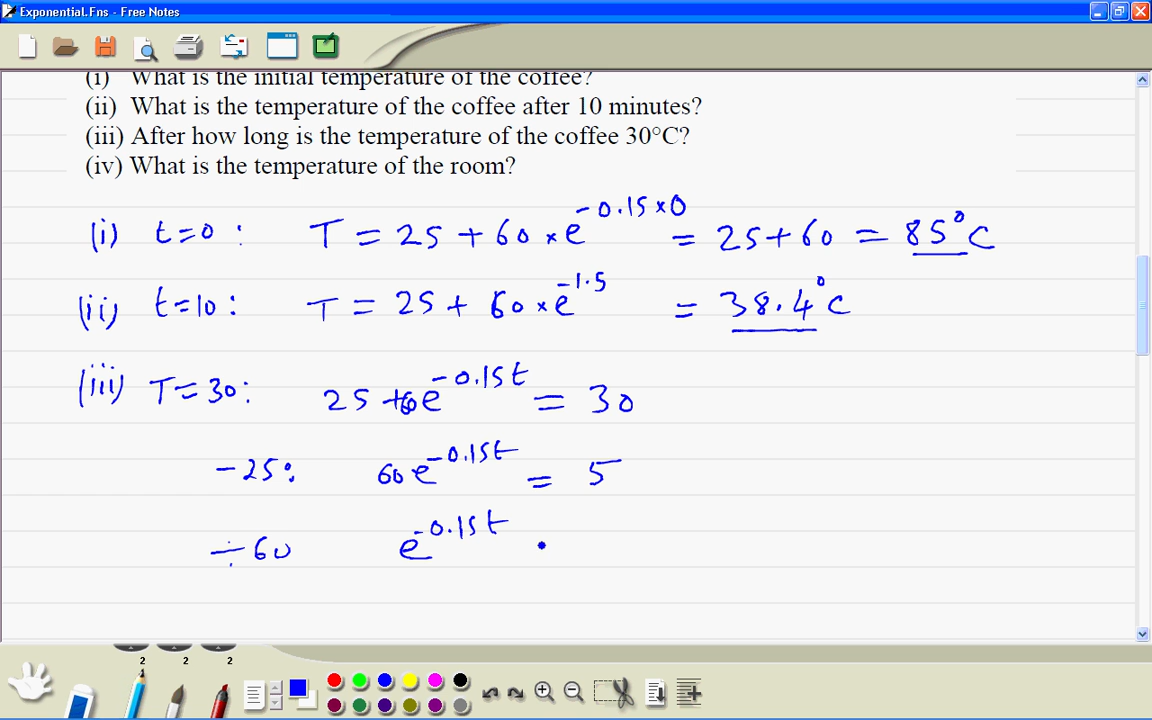 Exponential.Fns - Free Notes
(i) What is the initial temperature of the coffee?
(ii) What is the temperature of the coffee after 10 minutes?
(iii) After how long is the temperature of the coffee 30°C?
(iv) What is the temperature of the room?
(i) t=0 : T = 25 + 60 × e^-0.15×0 = 25+60 = 85°C
(ii) t=10 : T = 25 + 60 × e^-1.5 = 38.4°C
(iii) T=30 : 25 + 60e^-0.15t = 30
-25: 60e^-0.15t = 5
÷60 e^-0.15t
2 2 2